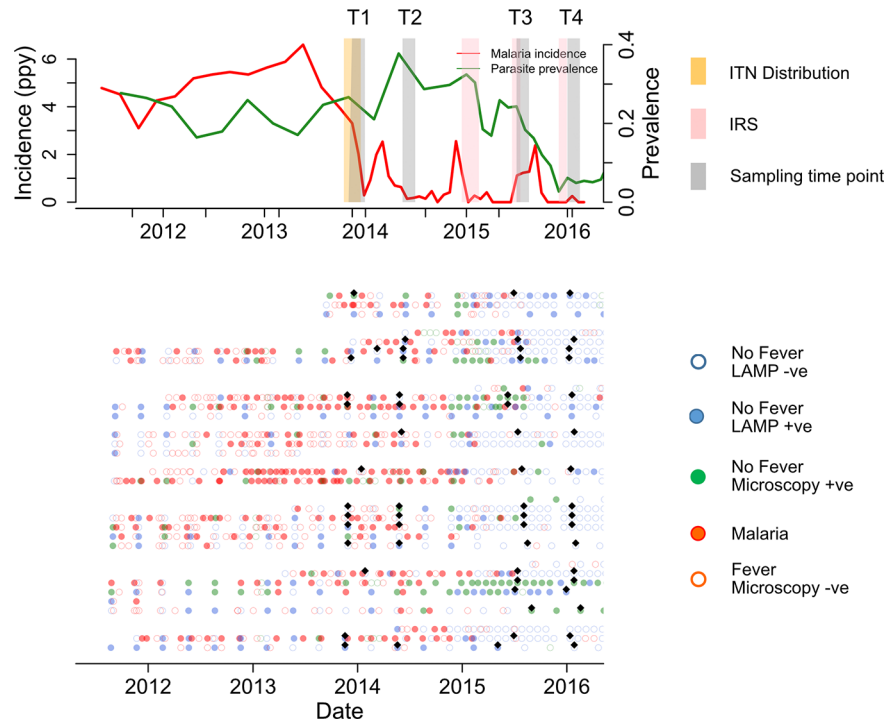 T1 T2 T3 T4
Incidence (ppy)
0 2 4 6
Malaria incidence
Parasite prevalence
0.0 0.2 0.4
Prevalence
2012 2013 2014 2015 2016
ITN Distribution
IRS
Sampling time point
No Fever
LAMP -ve
No Fever
LAMP +ve
No Fever
Microscopy +ve
Malaria
Fever
Microscopy -ve
2012 2013 2014 2015 2016
Date